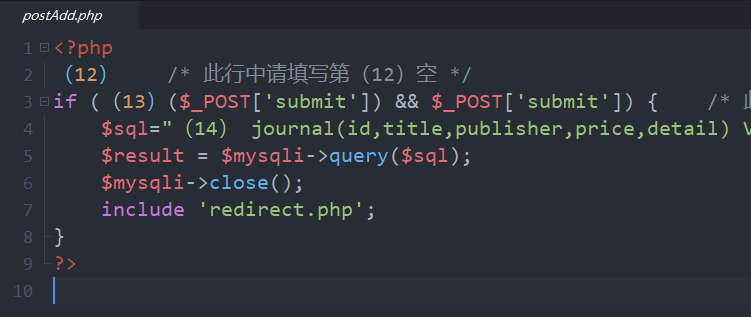 postAdd.php
1 <?php
2 (12) /* 此行中请填写第（12）空 */
3 if ( (13) ($_POST['submit']) && $_POST['submit']) { /* 此
4 $sql=" (14) journal(id,title,publisher,price,detail) V
5 $result = $mysqli->query($sql);
6 $mysqli->close();
7 include 'redirect.php';
8 }
9 ?>
10